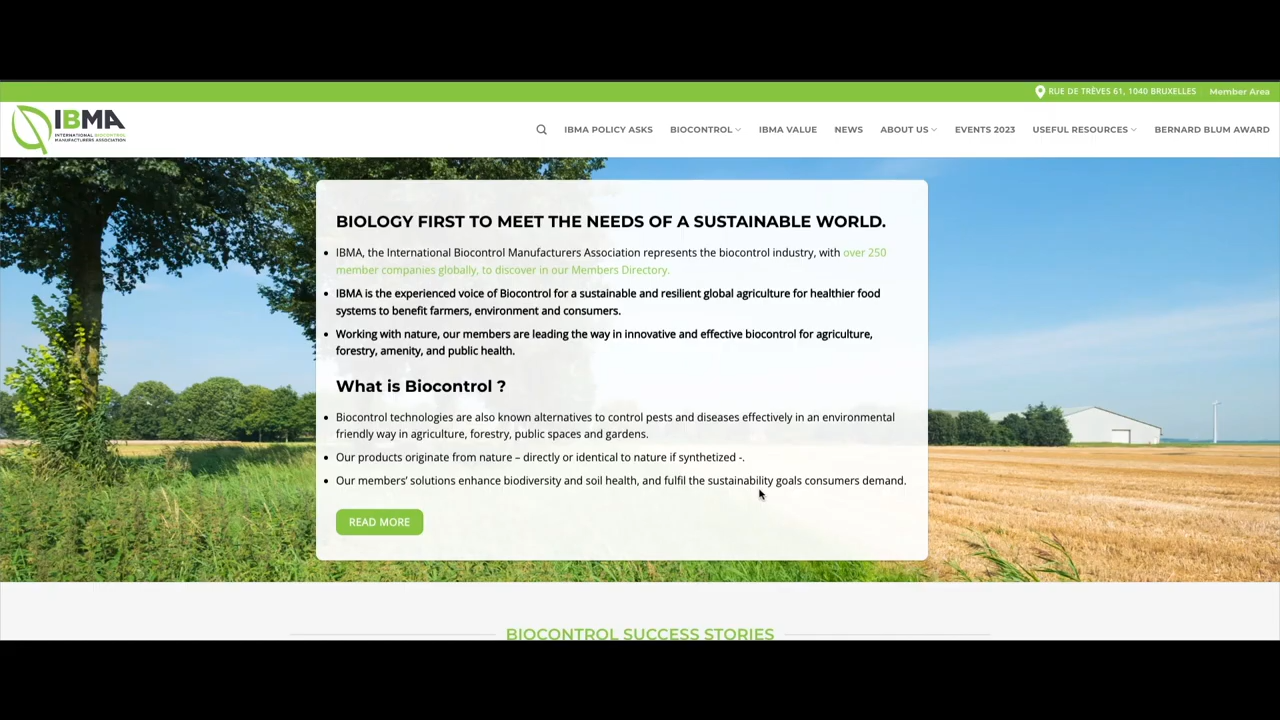 RUE DE TRÈVES 61, 1040 BRUXELLES Member Area
IBMA
INTERNATIONAL BIOCONTROL
MANUFACTURERS ASSOCIATION
IBMA POLICY ASKS BIOCONTROL IBMA VALUE NEWS ABOUT US EVENTS 2023 USEFUL RESOURCES BERNARD BLUM AWARD
BIOLOGY FIRST TO MEET THE NEEDS OF A SUSTAINABLE WORLD.
• IBMA, the International Biocontrol Manufacturers Association represents the biocontrol industry, with over 250
member companies globally, to discover in our Members Directory.
• IBMA is the experienced voice of Biocontrol for a sustainable and resilient global agriculture for healthier food
systems to benefit farmers, environment and consumers.
• Working with nature, our members are leading the way in innovative and effective biocontrol for agriculture,
forestry, amenity, and public health.
What is Biocontrol ?
• Biocontrol technologies are also known alternatives to control pests and diseases effectively in an environmental
friendly way in agriculture, forestry, public spaces and gardens.
• Our products originate from nature – directly or identical to nature if synthetized -.
• Our members' solutions enhance biodiversity and soil health, and fulfil the sustainability goals consumers demand.
READ MORE
BIOCONTROL SUCCESS STORIES